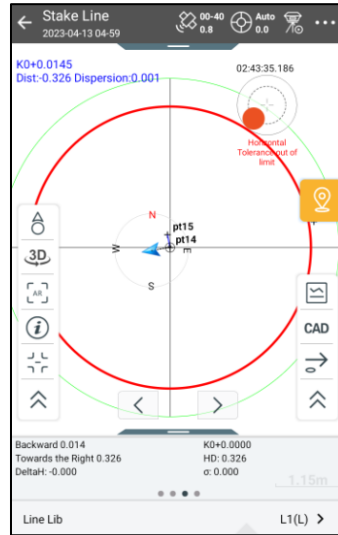 Stake Line
2023-04-13 04-59
00-40
0.8
Auto
0.0
K0+0.0145
Dist:-0.326 Dispersion:0.001
02:43:35.186
Horizontal
Tolerance out of
limit
N
pt15
pt14
W
E
S
3D
AR
CAD
Backward 0.014
K0+0.0000
Towards the Right 0.326
HD: 0.326
DeltaH: -0.000
σ: 0.000
1.15m
Line Lib
L1(L)